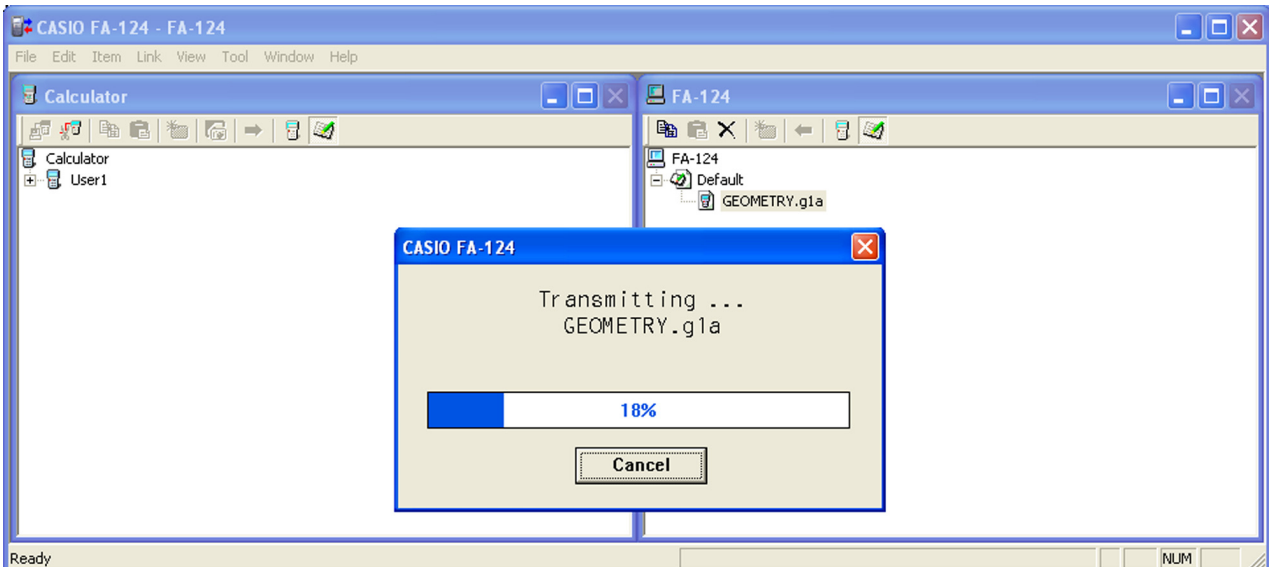 CASIO FA-124 - FA-124
File Edit Item Link View Tool Window Help
Calculator
Calculator
User1
FA-124
FA-124
Default
GEOMETRY.g1a
CASIO FA-124
Transmitting ...
GEOMETRY.g1a
18%
Cancel
Ready
NUM